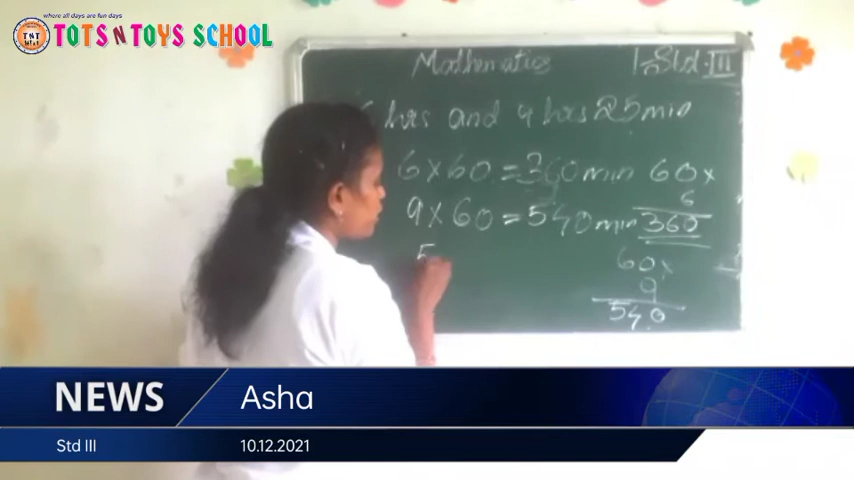 where all days are fun days
TNT
TOTS N TOYS SCHOOL
Mathematics
Std III
hrs and 9 hrs 25 min
6 x 60 = 360 min
9 x 60 = 540 min
5
60 x
6
360
60 x
9
540
NEWS
Asha
Std III
10.12.2021